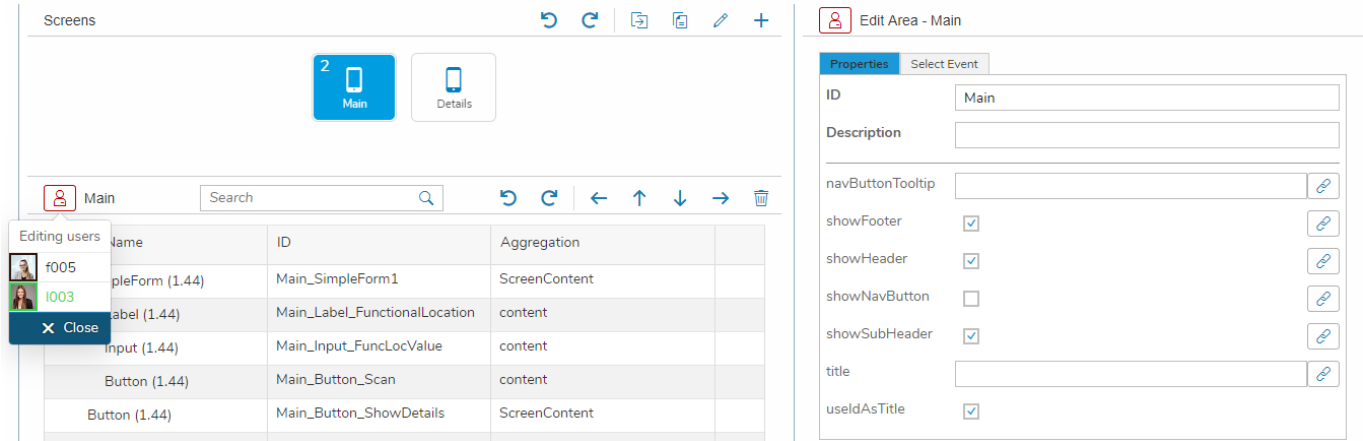 Screens
2
Main
Details
Main
Search
Editing users
f005
l003
Close
Name
ID
Aggregation
pleForm (1.44)
Main_SimpleForm1
ScreenContent
abel (1.44)
Main_Label_FunctionalLocation
content
Input (1.44)
Main_Input_FuncLocValue
content
Button (1.44)
Main_Button_Scan
content
Button (1.44)
Main_Button_ShowDetails
ScreenContent
Edit Area - Main
Properties
Select Event
ID
Main
Description
navButtonTooltip
showFooter
showHeader
showNavButton
showSubHeader
title
useIdAsTitle